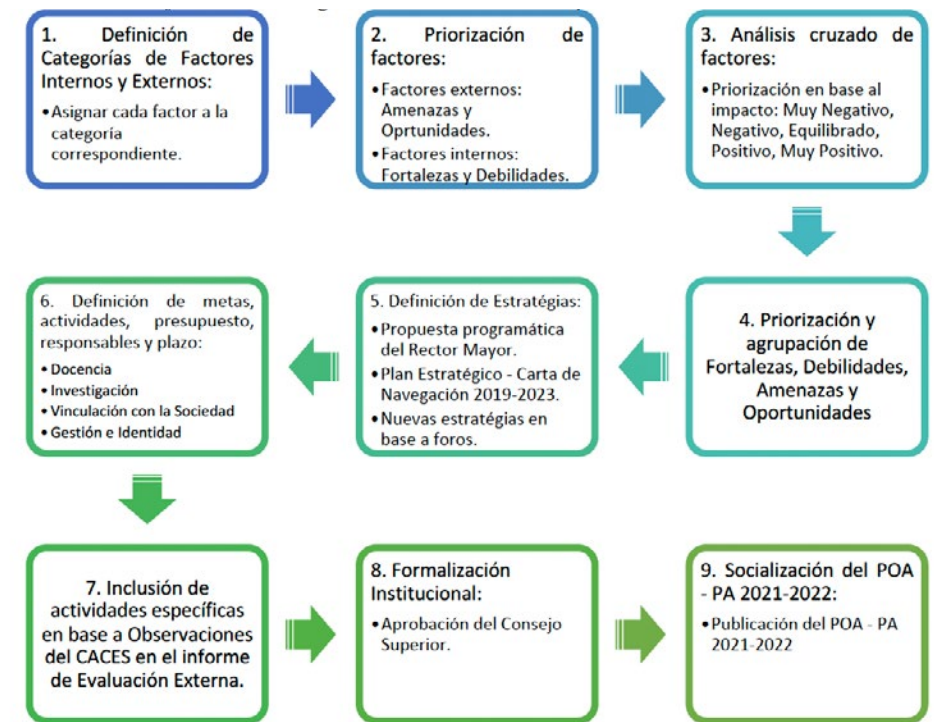 1. Definición de
Categorías de Factores
Internos y Externos:
•Asignar cada factor a la
categoría
correspondiente.
2. Priorización de
factores:
•Factores externos:
Amenazas y
Oprtunidades.
•Factores internos:
Fortalezas y Debilidades.
3. Análisis cruzado de
factores:
•Priorización en base al
impacto: Muy Negativo,
Negativo, Equilibrado,
Positivo, Muy Positivo.
4. Priorización y
agrupación de
Fortalezas, Debilidades,
Amenazas y
Oportunidades
5. Definición de Estratégias:
•Propuesta programática
del Rector Mayor.
•Plan Estratégico - Carta de
Navegación 2019-2023.
•Nuevas estratégias en
base a foros.
6. Definición de metas,
actividades, presupuesto,
responsables y plazo:
• Docencia
• Investigación
• Vinculación con la Sociedad
• Gestión e Identidad
7. Inclusión de
actividades específicas
en base a Observaciones
del CACES en el informe
de Evaluación Externa.
8. Formalización
Institucional:
•Aprobación del Consejo
Superior.
9. Socialización del POA
- PA 2021-2022:
•Publicación del POA - PA
2021-2022